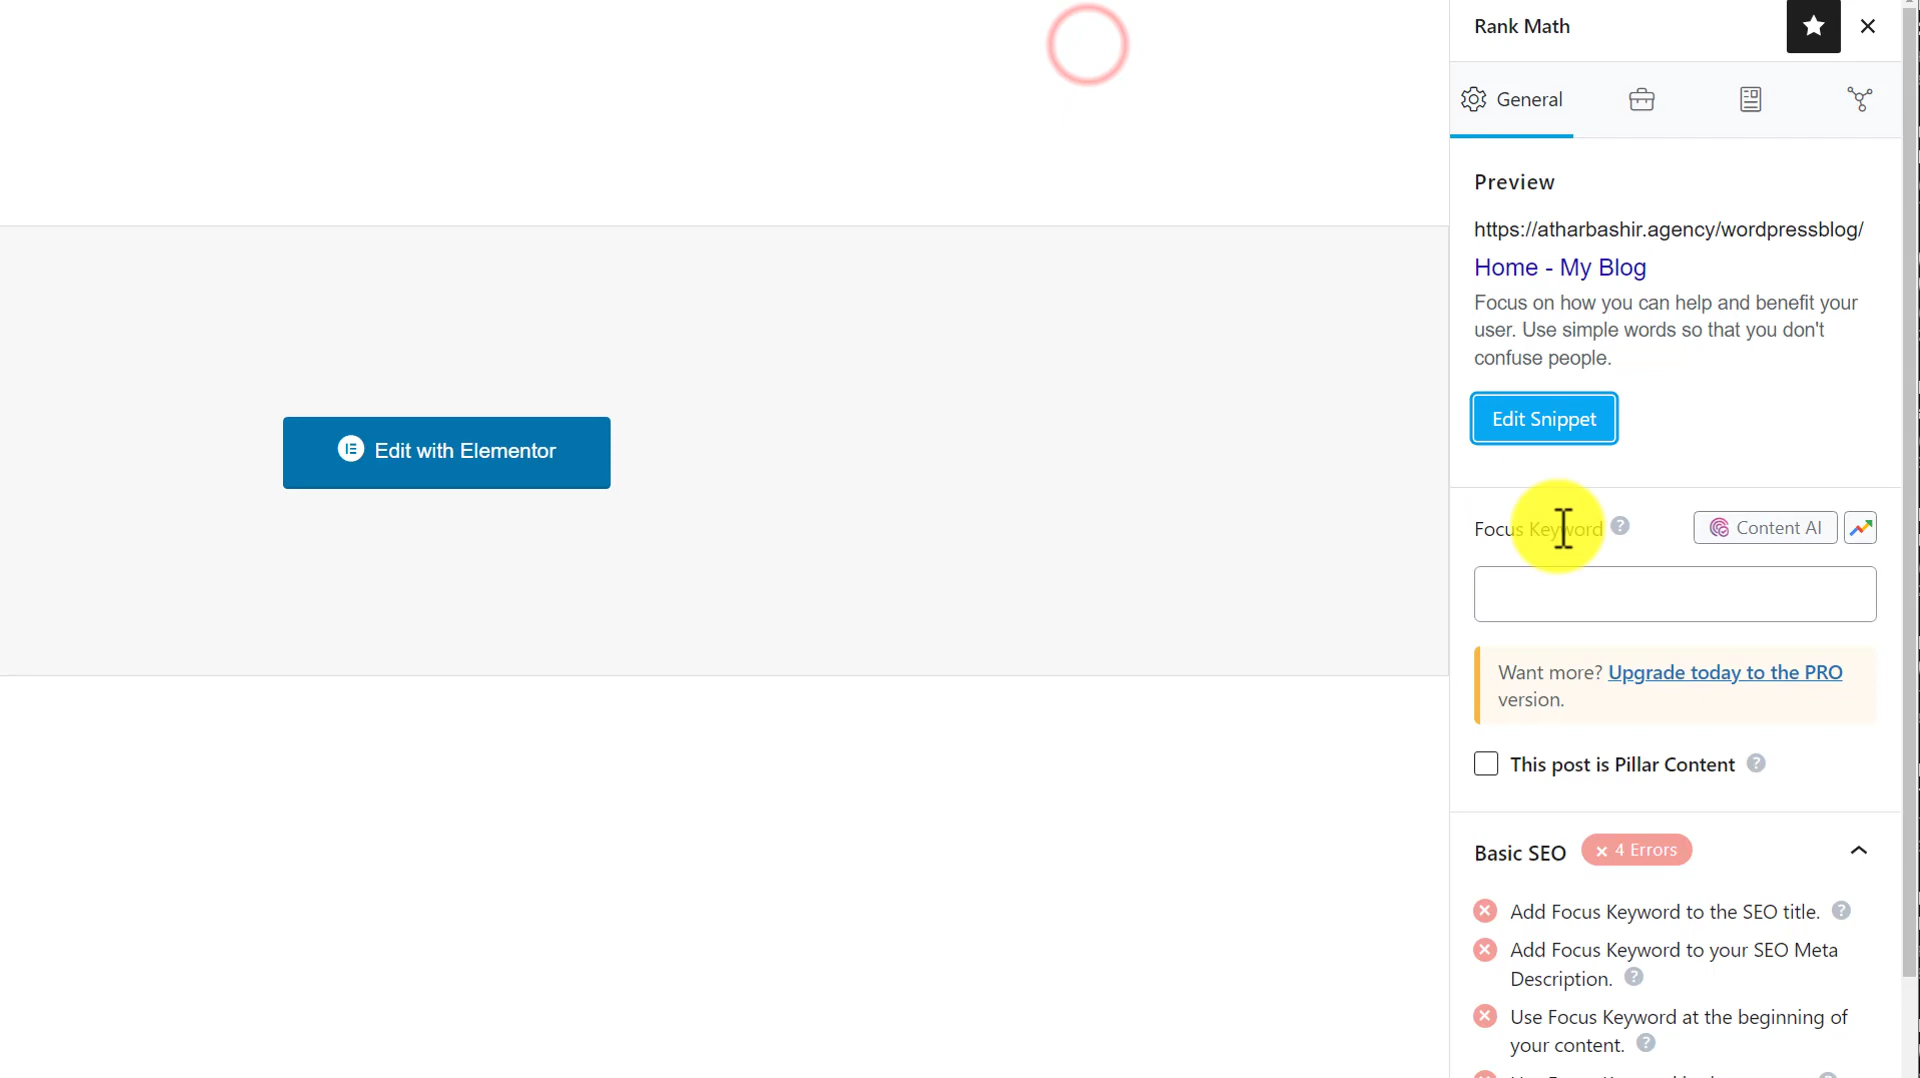 Rank Math
General
Preview
https://atharbashir.agency/wordpressblog/
Home - My Blog
Focus on how you can help and benefit your
user. Use simple words so that you don't
confuse people.
Edit Snippet
Edit with Elementor
Focus Keyword
Content AI
Want more? Upgrade today to the PRO
version.
This post is Pillar Content
Basic SEO × 4 Errors
Add Focus Keyword to the SEO title.
Add Focus Keyword to your SEO Meta
Description.
Use Focus Keyword at the beginning of
your content.